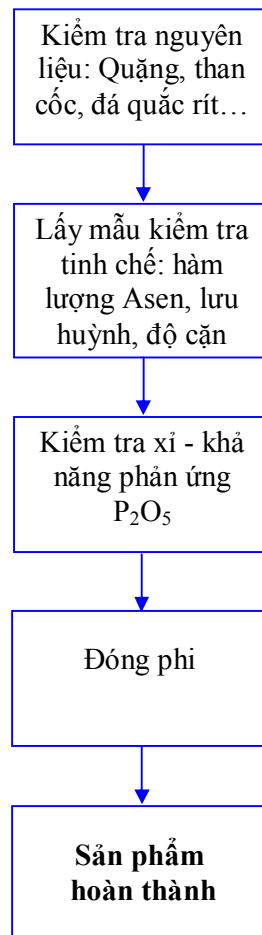 Kiểm tra nguyên
liệu: Quặng, than
cốc, đá quắc rít…
Lấy mẫu kiểm tra
tinh chế: hàm
lượng Asen, lưu
huỳnh, độ cặn
Kiểm tra xỉ - khả
năng phản ứng
P₂O₅
Đóng phi
Sản phẩm
hoàn thành